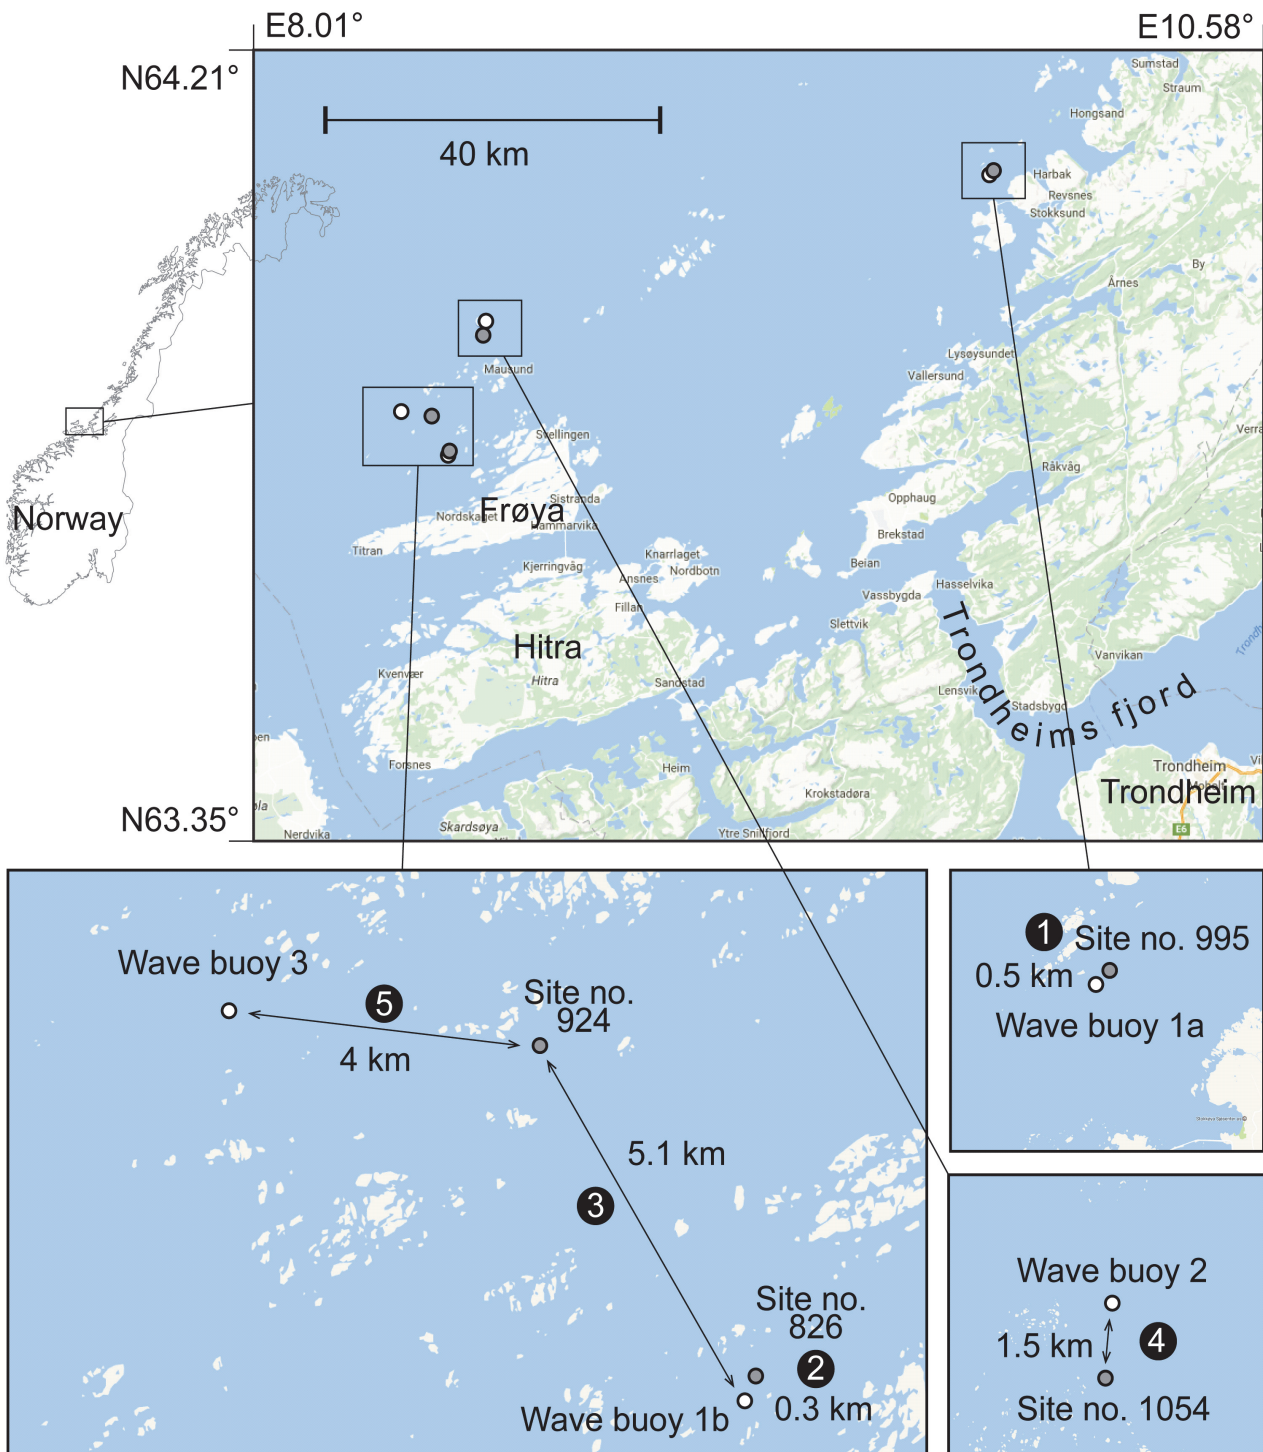 E8.01°
E10.58°
N64.21°
40 km
Sumstad
Straum
Hongsand
Harbak
Revsnes
Stokksund
By
Årnes
Mausund
Lysøysundet
Vallersund
Svellingen
Verra
Råkvåg
Norway
Sistranda
Frøya
Nordskaget
Hammarvika
Opphaug
Brekstad
Titran
Knarrlaget
Kjerringvåg
Nordbotn
Ansnes
Beian
Hasselvika
Vassbygda
Fillan
Slettvik
Trondheims fjord
Hitra
Vanvikan
Kvenvær
Hitra
Sandstad
Lensvik
Stadsbygd
Forsnes
Heim
Trondheim
Krokstadøra
Trondheim
N63.35°
Skardsøya
Nerdvika
Ytre Snillfjord
E6
Wave buoy 3
5
4 km
Site no.
924
5.1 km
3
Site no.
826
2
0.3 km
Wave buoy 1b
1
Site no. 995
0.5 km
Wave buoy 1a
Wave buoy 2
1.5 km
4
Site no. 1054